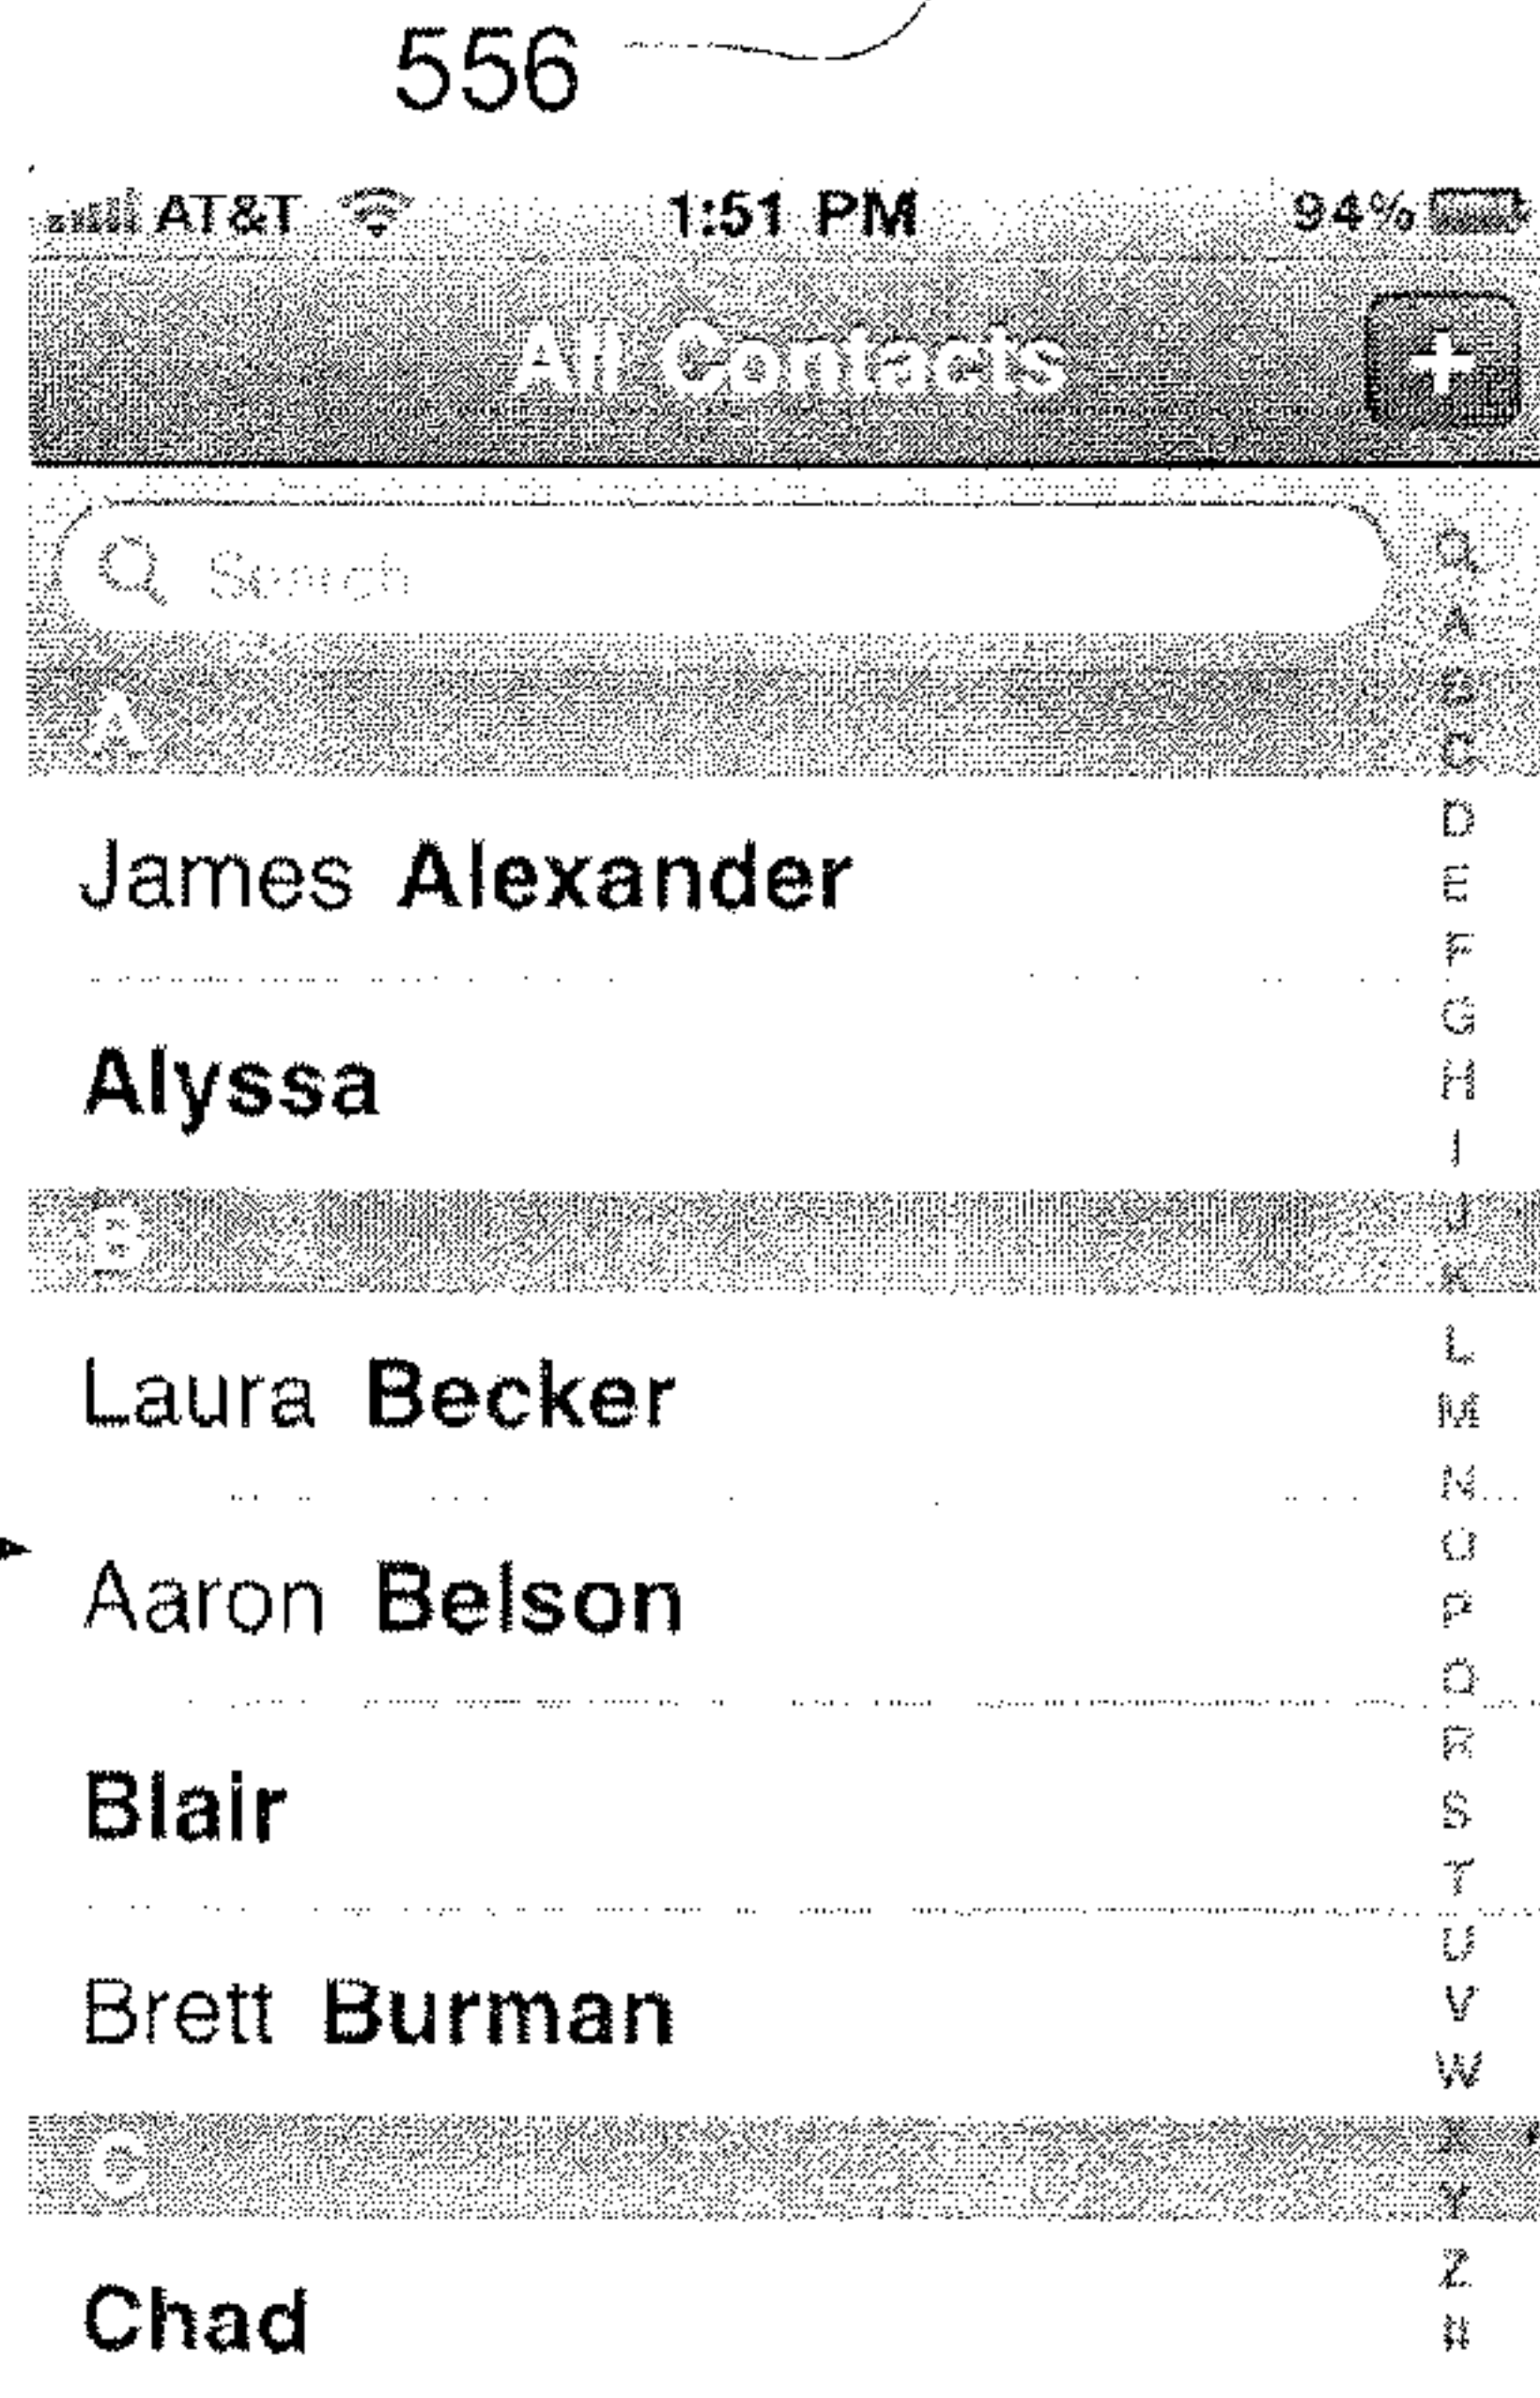 556
AT&T 1:51 PM 94%
All Contacts +
Search
A
James Alexander
Alyssa
B
Laura Becker
Aaron Belson
Blair
Brett Burman
C
Chad
Q
A
B
C
D
E
F
G
H
I
J
K
L
M
N
O
P
Q
R
S
T
U
V
W
X
Y
Z
#